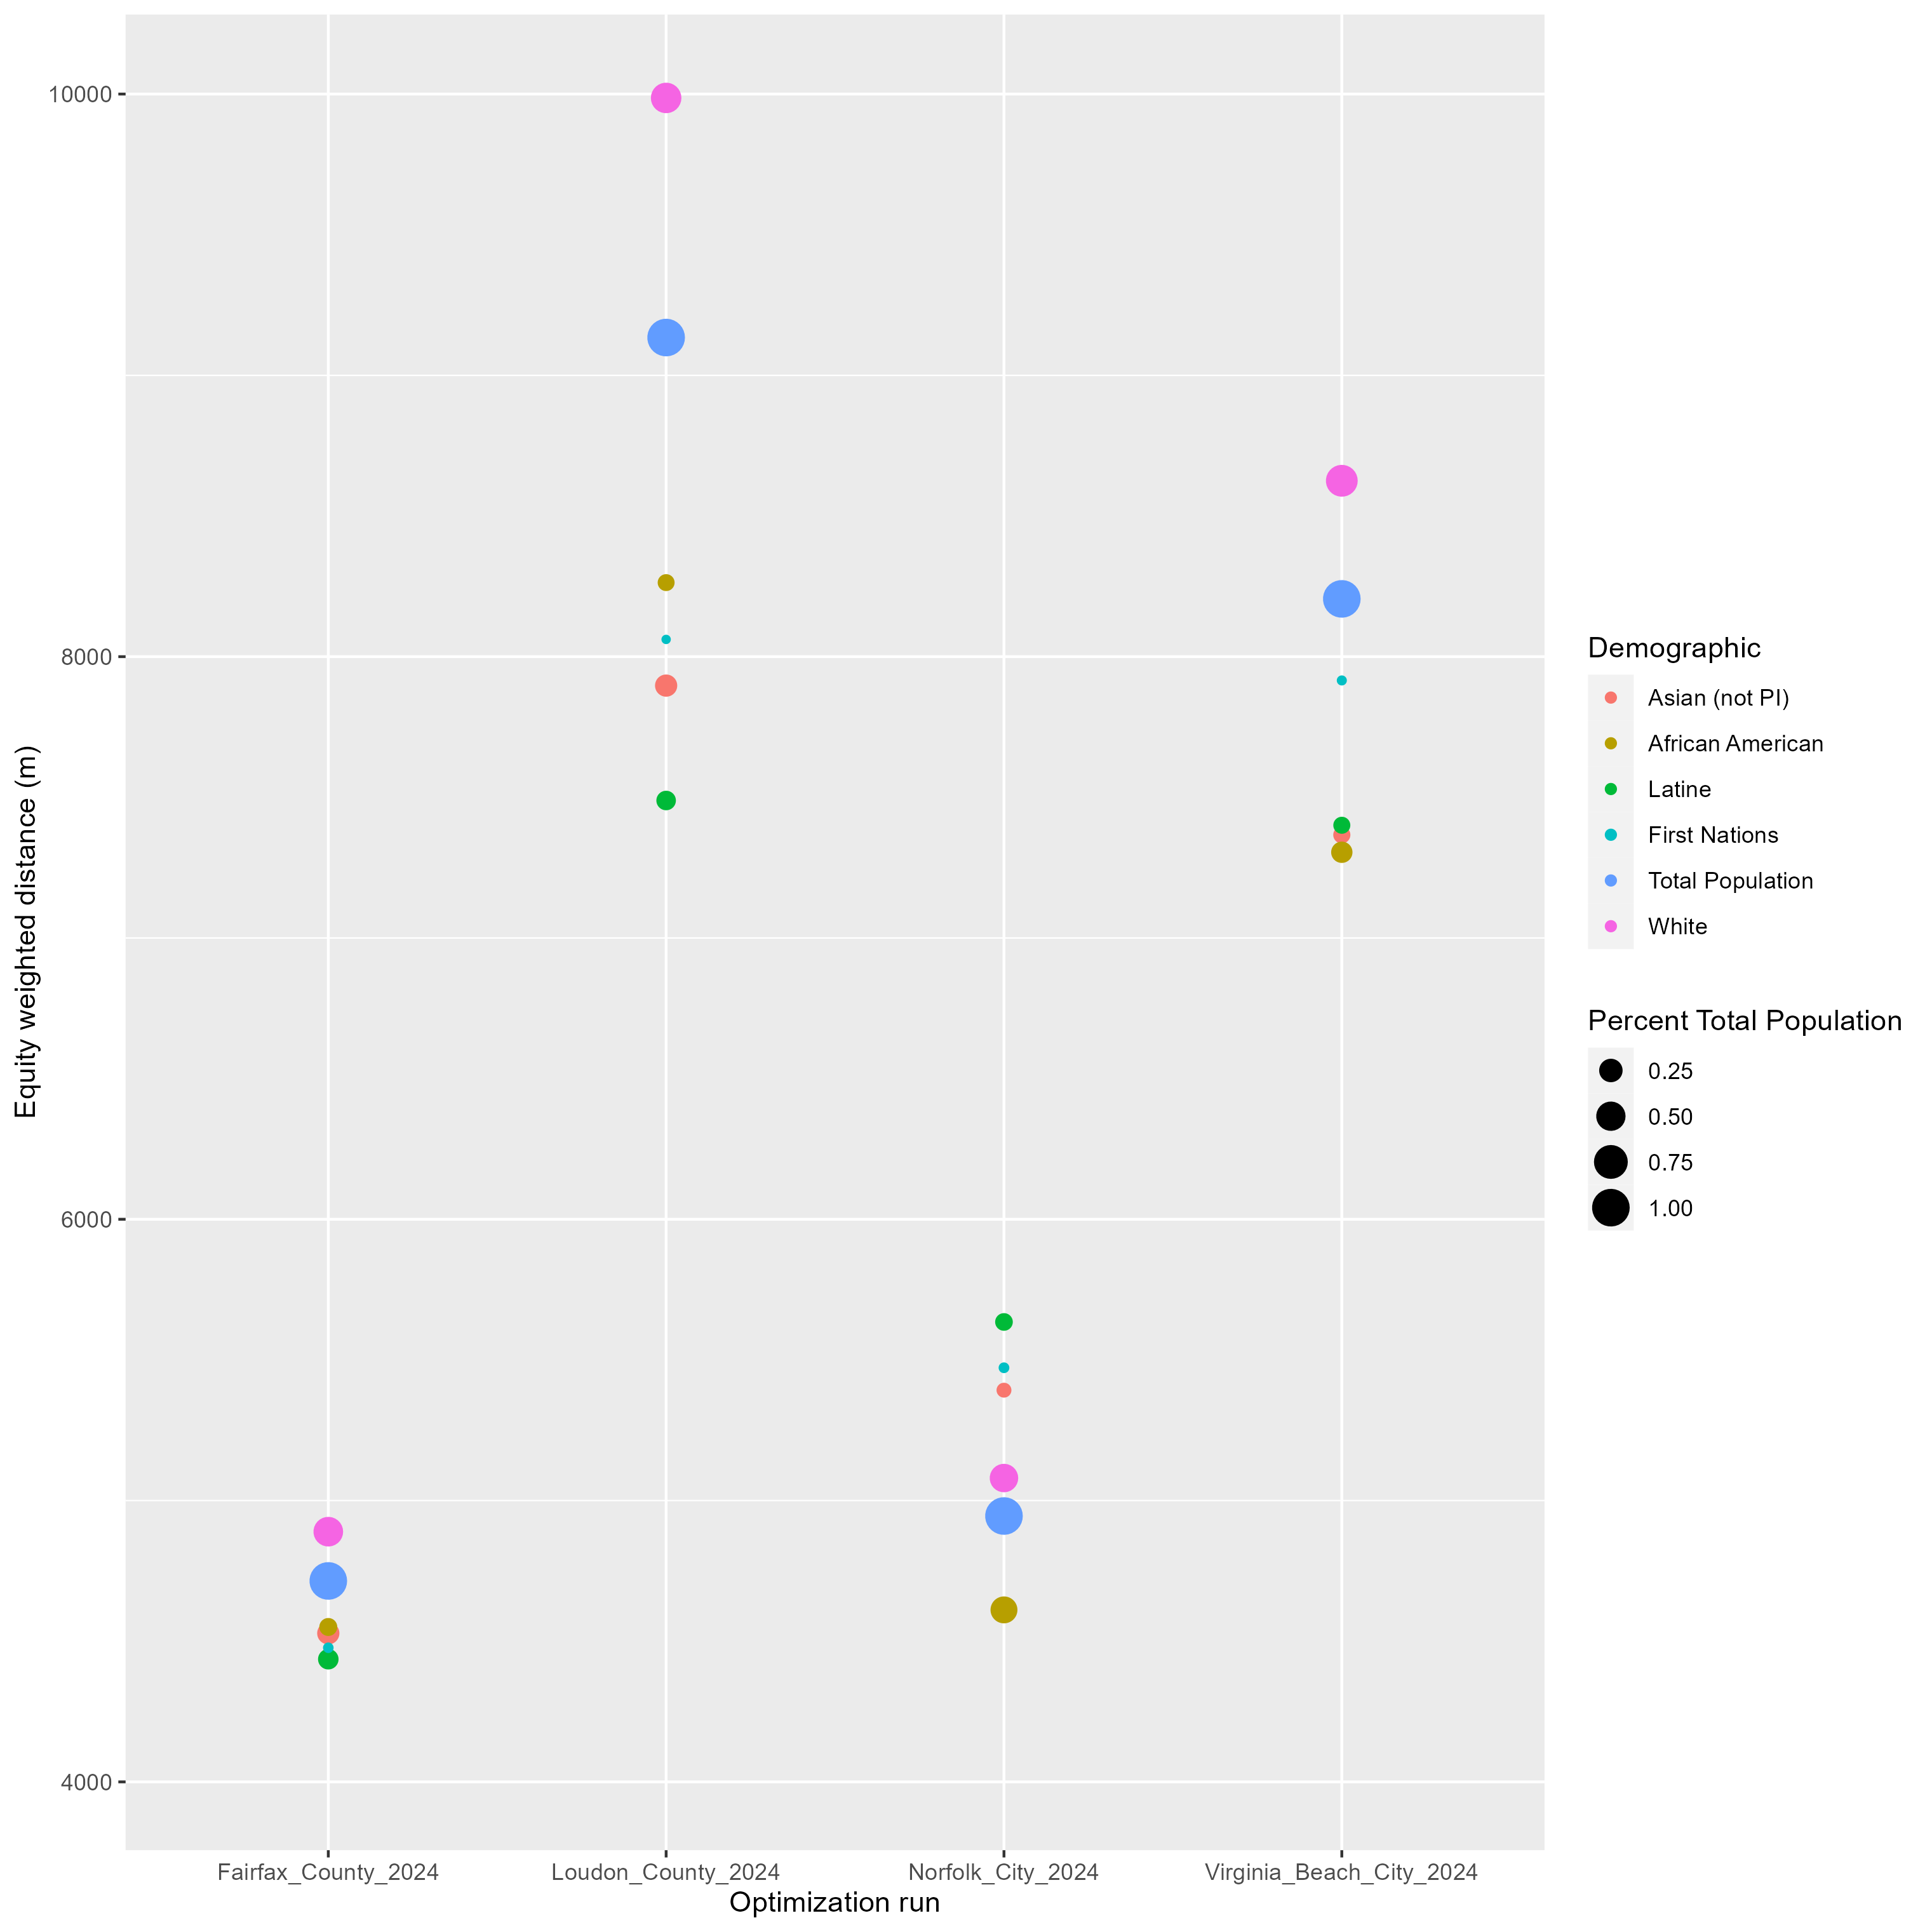 10000
8000
6000
4000
Equity weighted distance (m)
Fairfax_County_2024
Loudon_County_2024
Norfolk_City_2024
Virginia_Beach_City_2024
Optimization run
Demographic
Asian (not PI)
African American
Latine
First Nations
Total Population
White
Percent Total Population
0.25
0.50
0.75
1.00